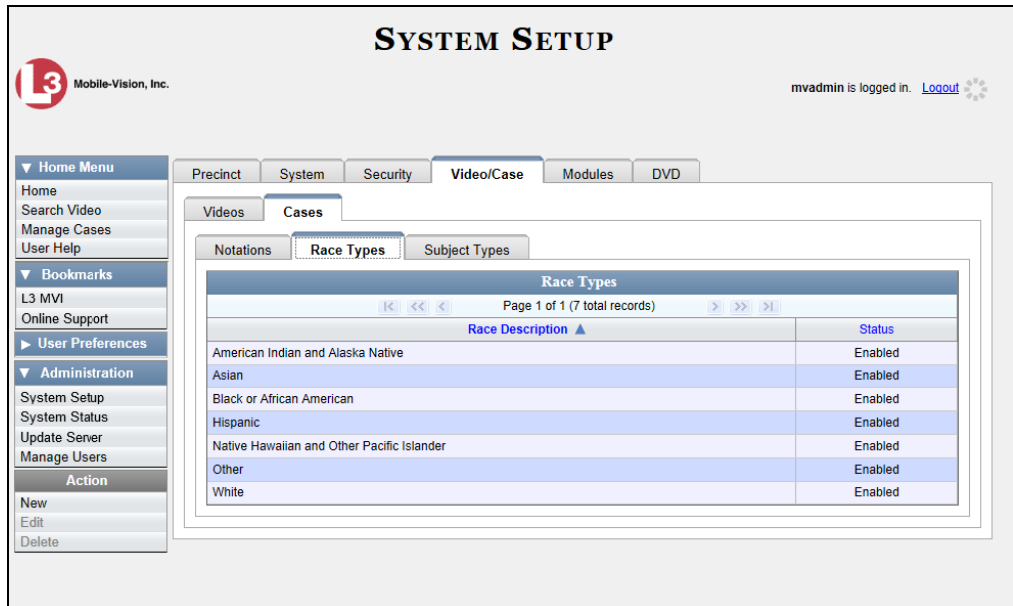 SYSTEM SETUP
L3 Mobile-Vision, Inc.
mvadmin is logged in. Logout
▼ Home Menu
Home
Search Video
Manage Cases
User Help
▼ Bookmarks
L3 MVI
Online Support
▶ User Preferences
▼ Administration
System Setup
System Status
Update Server
Manage Users
Action
New
Edit
Delete
Precinct System Security Video/Case Modules DVD
Videos Cases
Notations Race Types Subject Types
Race Types
|< << < Page 1 of 1 (7 total records) > >> >|
Race Description ▲ Status
American Indian and Alaska Native Enabled
Asian Enabled
Black or African American Enabled
Hispanic Enabled
Native Hawaiian and Other Pacific Islander Enabled
Other Enabled
White Enabled